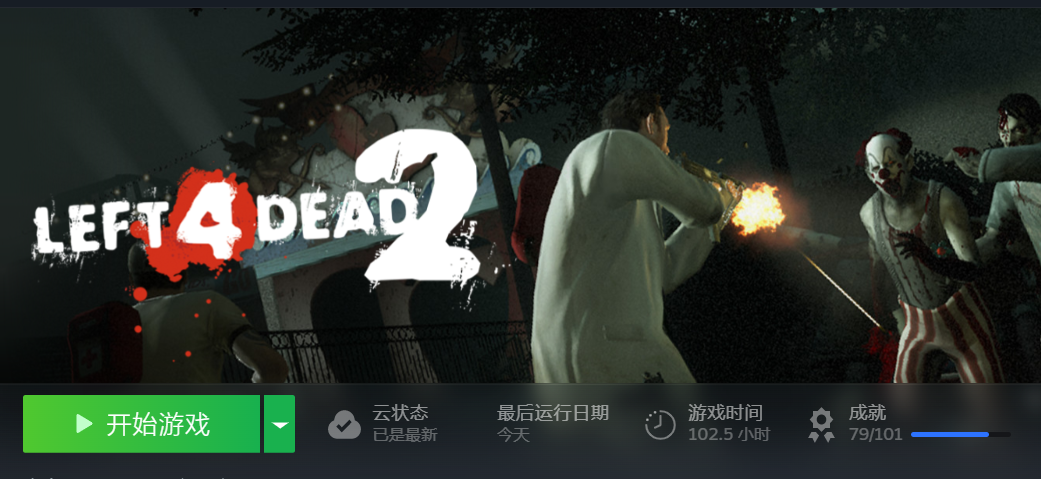 LEFT 4 DEAD 2
开始游戏
云状态
已是最新
最后运行日期
今天
游戏时间
102.5 小时
成就
79/101